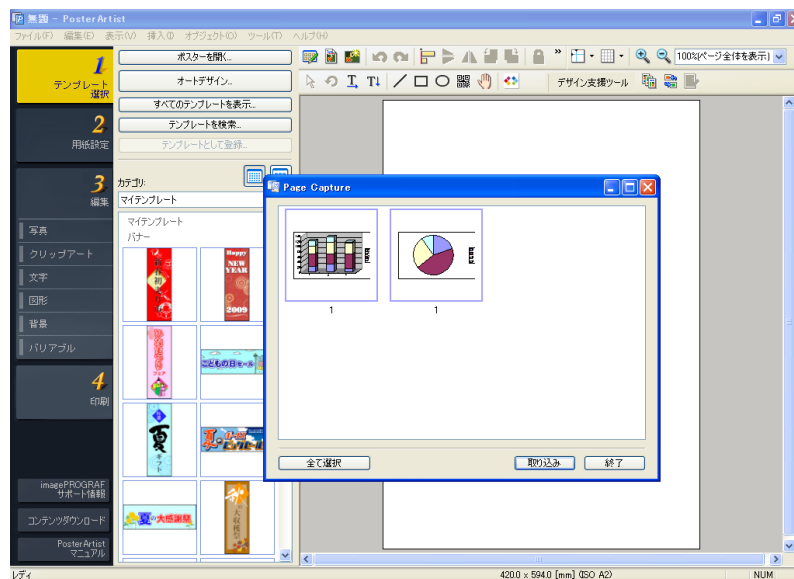 無題 - PosterArtist
ファイル(F) 編集(E) 表示(V) 挿入(I) オブジェクト(O) ツール(T) ヘルプ(H)
100%(ページ全体を表示)
デザイン支援ツール
1
テンプレート
選択
2
用紙設定
3
編集
写真
クリップアート
文字
図形
背景
バリアブル
4
印刷
imagePROGRAF
サポート情報
コンテンツダウンロード
PosterArtist
マニュアル
ポスターを開く...
オートデザイン...
すべてのテンプレートを表示...
テンプレートを検索...
テンプレートとして登録...
カテゴリ:
マイテンプレート
マイテンプレート
バナー
Happy
NEW
YEAR
2009
こどもの日セール
夏
ギフト
夏の大感謝祭
秋の
大収穫祭
Page Capture
1
1
全て選択
取り込み
終了
レディ
420.0 x 594.0 [mm] (ISO A2)
NUM